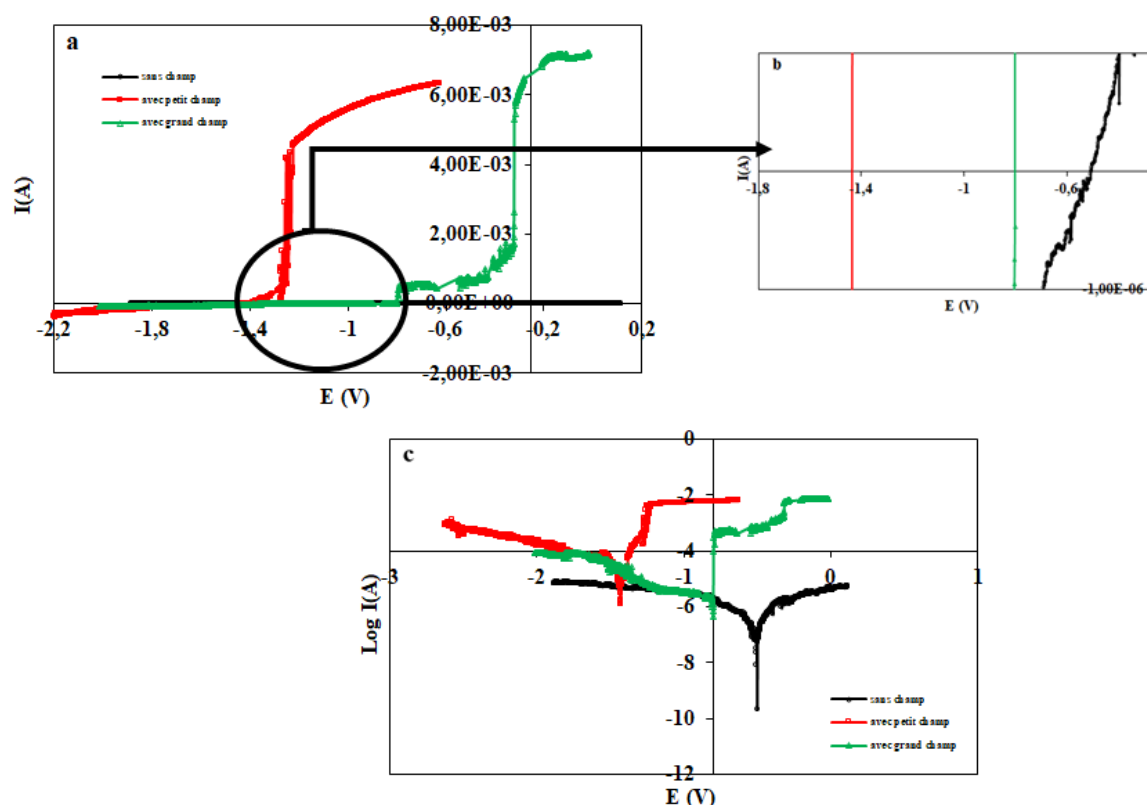 a
8,00E-03
6,00E-03
4,00E-03
2,00E-03
0,00E+00
-2,00E-03
sans champ
avec petit champ
avec grand champ
I(A)
-2,2 -1,8 -1,4 -1 -0,6 -0,2 0,2
E (V)
b
I(A)
-1,8 -1,4 -1 -0,6
-1,00E-06
E (V)
c
0
-2
-4
-3 -2 -1 0 1
-6
-8
-10
-12
Log I(A)
sans champ
avec petit champ
avec grand champ
E (V)